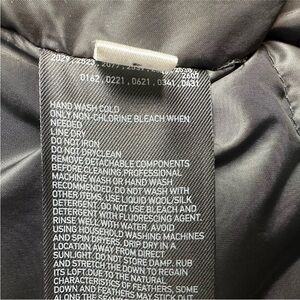 2602
0162, 0221, 0621, 0341, 0431
HAND WASH COLD
ONLY NON-CHLORINE BLEACH WHEN
NEEDED
LINE DRY
DO NOT IRON
DO NOT DRYCLEAN
REMOVE DETACHABLE COMPONENTS
BEFORE CLEANING PROFESSIONAL
MACHINE WASH OR HAND WASH
RECOMMENDED. DO NOT WASH WITH
OTHER ITEMS. USE LIQUID WOOL/SILK
DETERGENT. DO NOT USE BLEACH AND
DETERGENT WITH FLUORESCING AGENT.
RINSE WELL WITH WATER. AVOID
USING HOUSEHOLD WASHING MACHINES
AND SPIN DRYERS. DRIP DRY IN A
LOCATION AWAY FROM DIRECT
SUNLIGHT. DO NOT STORE DAMP. RUB
AND STRETCH THE DOWN TO REGAIN
ITS LOFT. DUE TO THE NATURAL
CHARACTERISTICS OF FEATHERS, SOME
DOWN AND FEATHERS MAY STICK OUT
ALONG THE